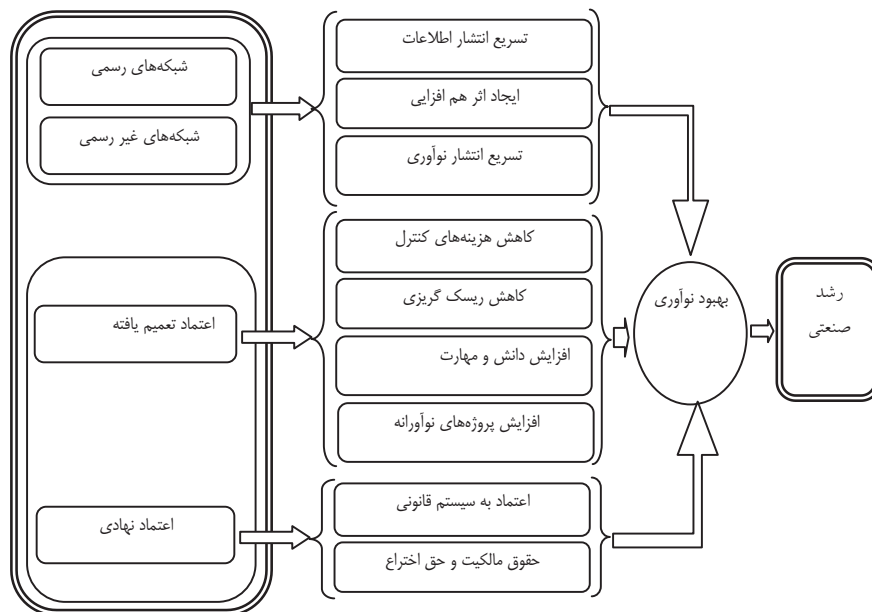 شبکه‌های رسمی
شبکه‌های غیر رسمی
اعتماد تعمیم یافته
اعتماد نهادی
تسریع انتشار اطلاعات
ایجاد اثر هم افزایی
تسریع انتشار نوآوری
کاهش هزینه‌های کنترل
کاهش ریسک گریزی
افزایش دانش و مهارت
افزایش پروژه‌های نوآورانه
اعتماد به سیستم قانونی
حقوق مالکیت و حق اختراع
بهبود نوآوری
رشد
صنعتی